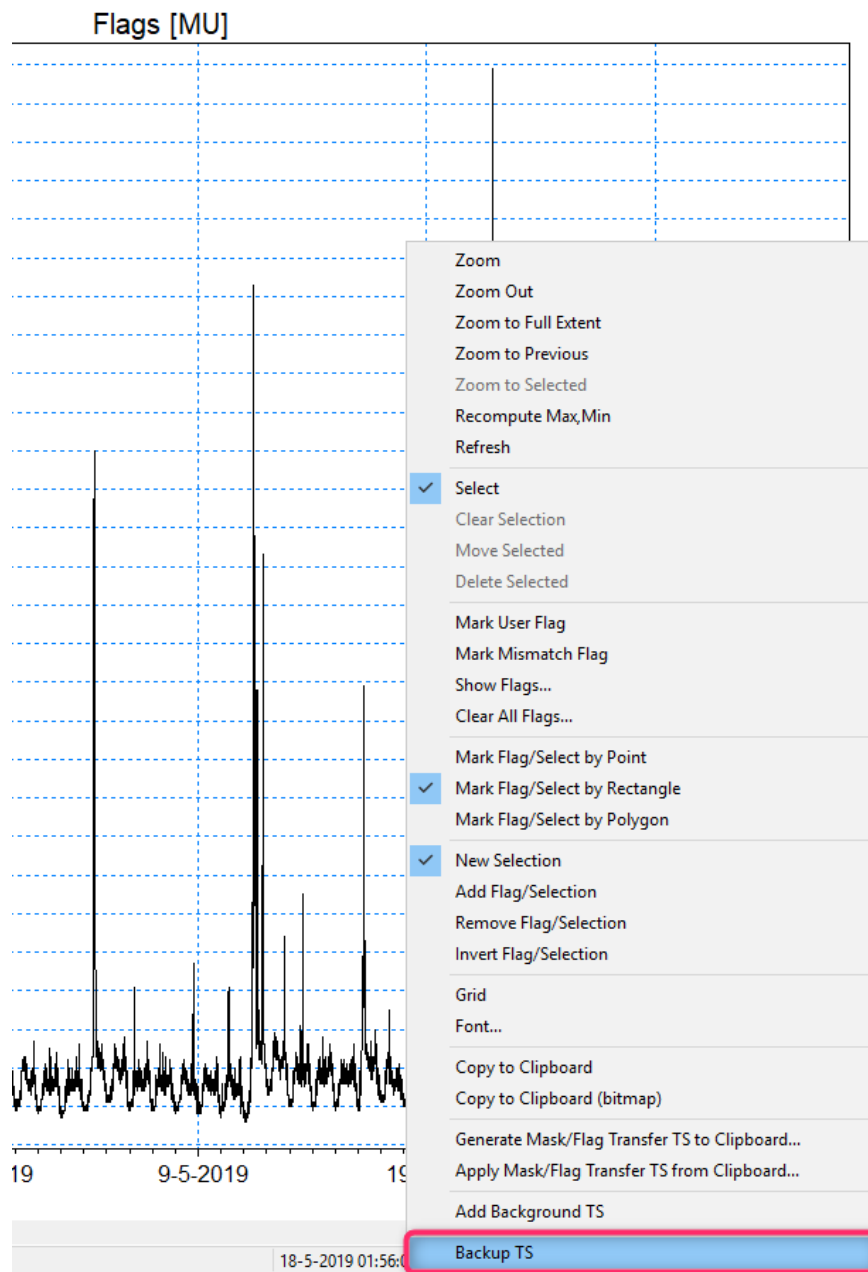 Flags [MU]
Zoom
Zoom Out
Zoom to Full Extent
Zoom to Previous
Zoom to Selected
Recompute Max,Min
Refresh
Select
Clear Selection
Move Selected
Delete Selected
Mark User Flag
Mark Mismatch Flag
Show Flags...
Clear All Flags...
Mark Flag/Select by Point
Mark Flag/Select by Rectangle
Mark Flag/Select by Polygon
New Selection
Add Flag/Selection
Remove Flag/Selection
Invert Flag/Selection
Grid
Font...
Copy to Clipboard
Copy to Clipboard (bitmap)
Generate Mask/Flag Transfer TS to Clipboard...
Apply Mask/Flag Transfer TS from Clipboard...
Add Background TS
Backup TS
19 9-5-2019 19
18-5-2019 01:56:0